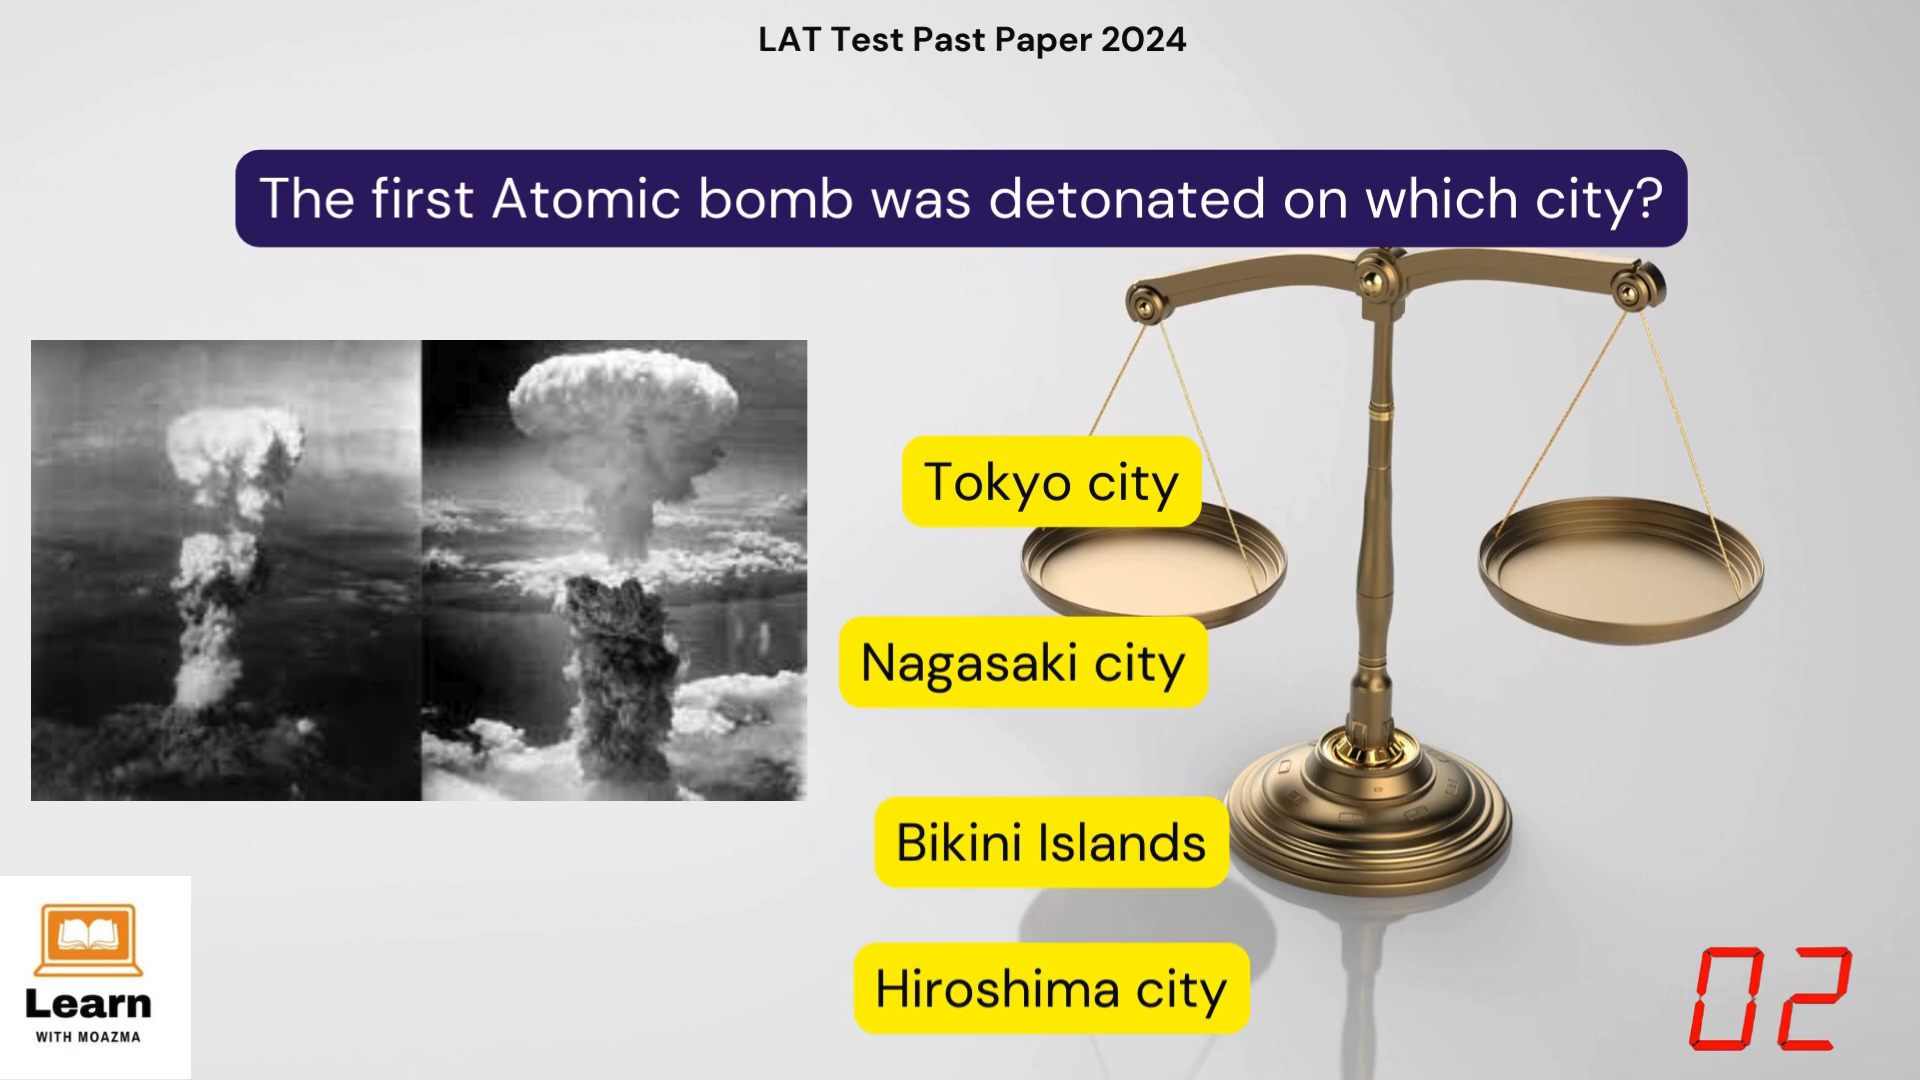 LAT Test Past Paper 2024
The first Atomic bomb was detonated on which city?
Tokyo city
Nagasaki city
Bikini Islands
Hiroshima city
Learn
WITH MOAZMA
02